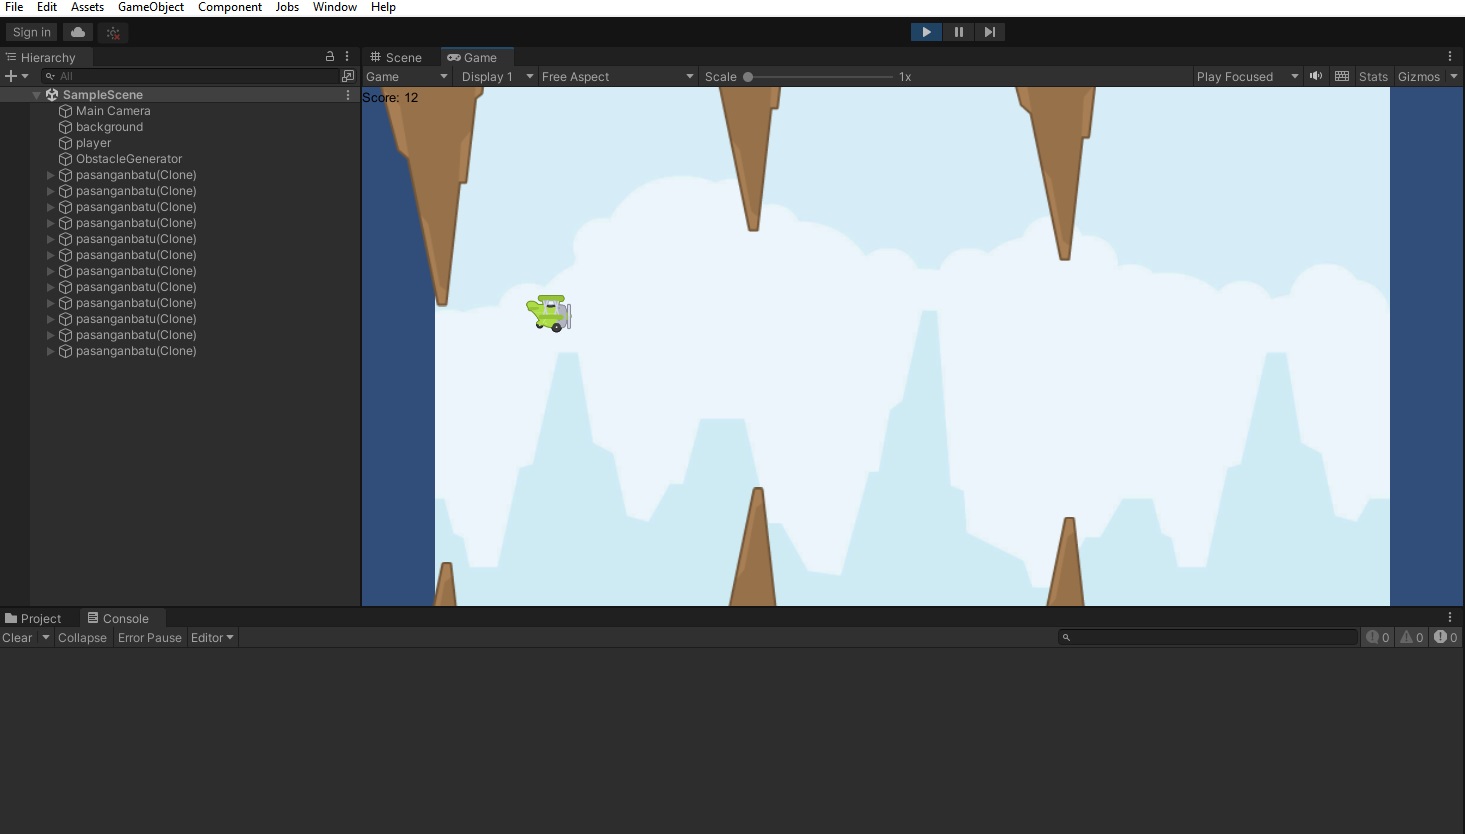 File Edit Assets GameObject Component Jobs Window Help
Sign in
Hierarchy
Scene Game
All
Game Display 1 Free Aspect Scale 1x Play Focused Stats Gizmos
SampleScene
Score: 12
Main Camera
background
player
ObstacleGenerator
pasanganbatu(Clone)
pasanganbatu(Clone)
pasanganbatu(Clone)
pasanganbatu(Clone)
pasanganbatu(Clone)
pasanganbatu(Clone)
pasanganbatu(Clone)
pasanganbatu(Clone)
pasanganbatu(Clone)
pasanganbatu(Clone)
pasanganbatu(Clone)
pasanganbatu(Clone)
Project Console
Clear Collapse Error Pause Editor 0 0 0